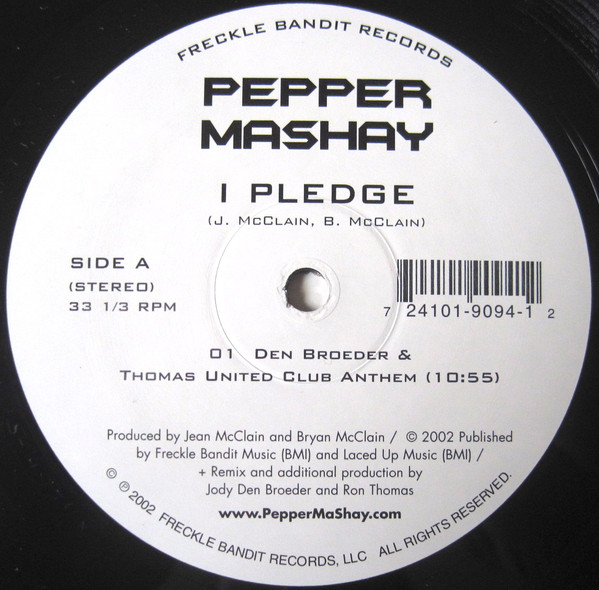 FRECKLE BANDIT RECORDS
PEPPER
MASHAY
I PLEDGE
(J. McClain, B. McClain)
SIDE A
(STEREO)
33 1/3 RPM
7 24101-9094-1 2
01 Den Broeder &
Thomas United Club Anthem (10:55)
Produced by Jean McClain and Bryan McClain / © 2002 Published
by Freckle Bandit Music (BMI) and Laced Up Music (BMI) /
+ Remix and additional production by
Jody Den Broeder and Ron Thomas
www.PepperMaShay.com
© ℗ 2002 FRECKLE BANDIT RECORDS, LLC ALL RIGHTS RESERVED.